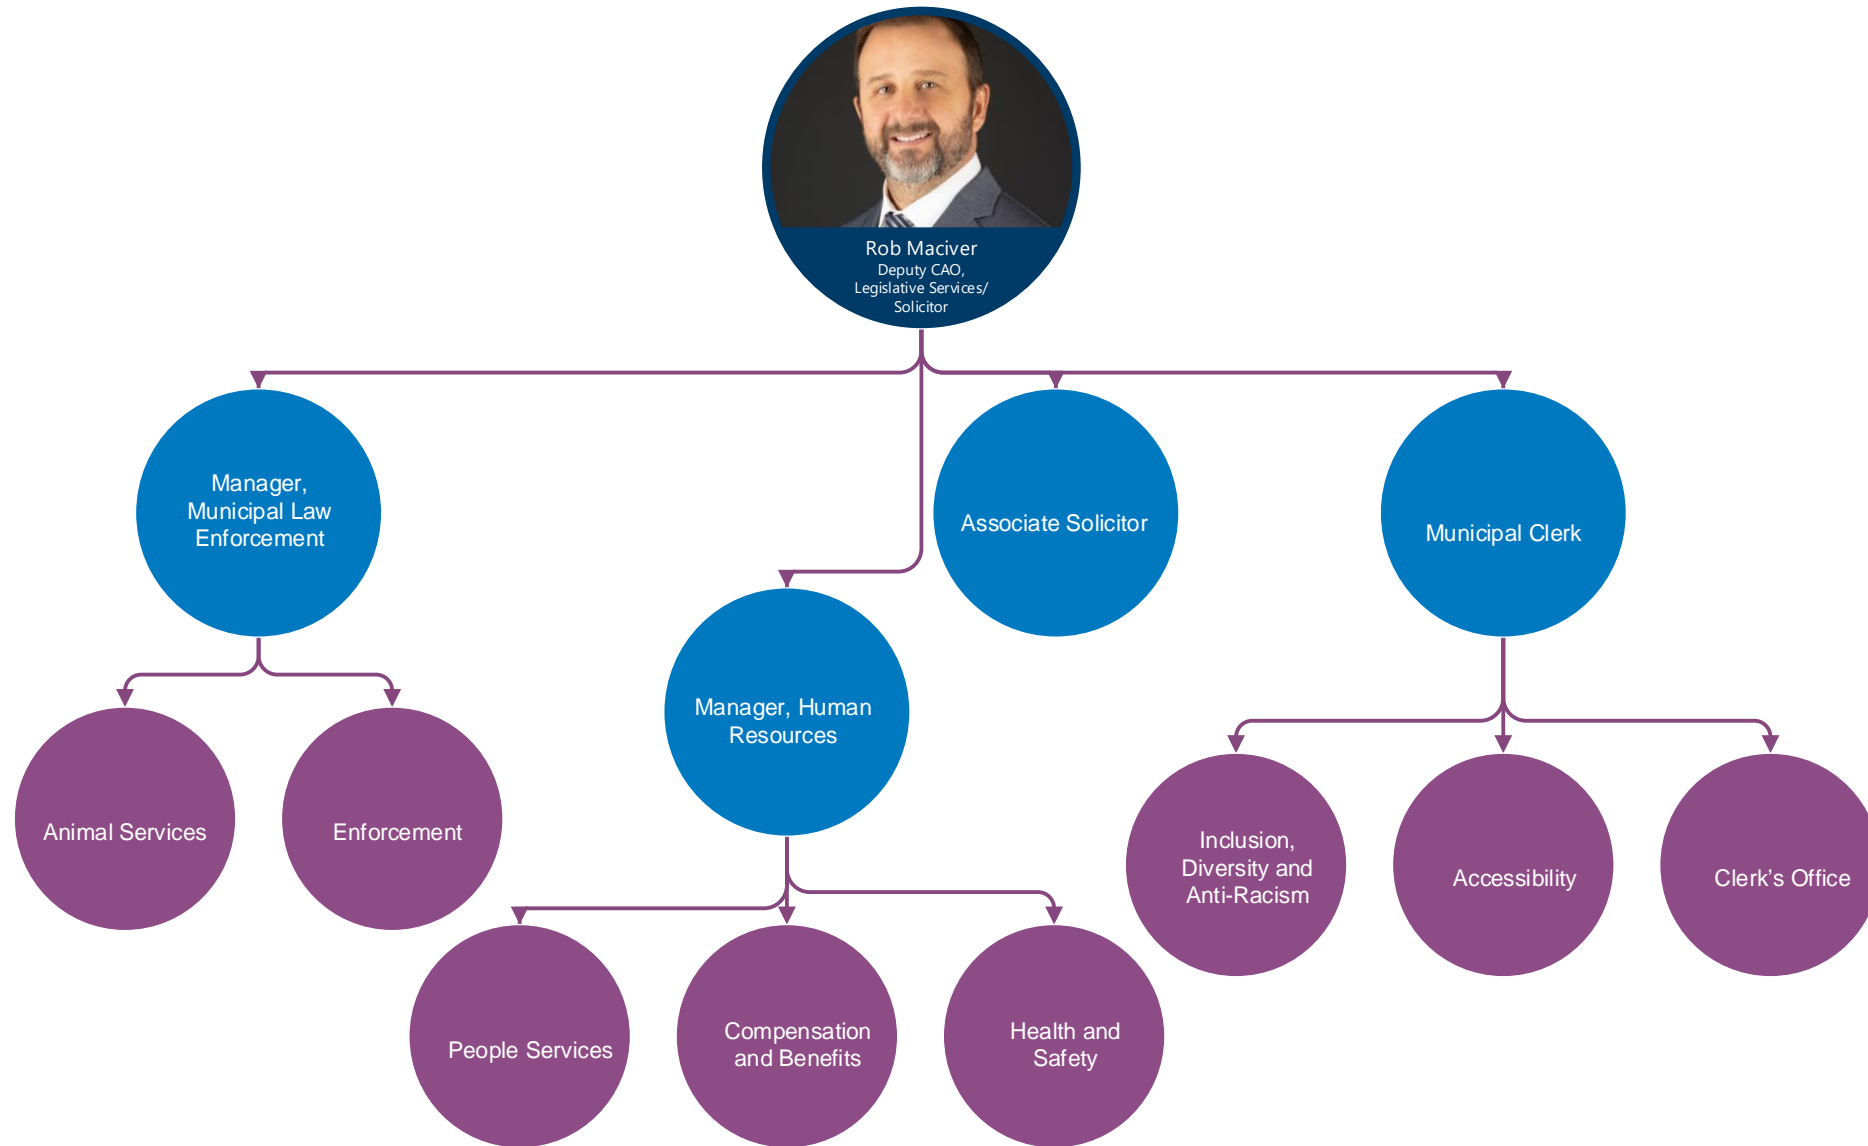 Rob Maciver
Deputy CAO,
Legislative Services/
Solicitor
Manager,
Municipal Law
Enforcement
Associate Solicitor
Municipal Clerk
Manager, Human
Resources
Animal Services
Enforcement
Inclusion,
Diversity and
Anti-Racism
Accessibility
Clerk's Office
People Services
Compensation
and Benefits
Health and
Safety